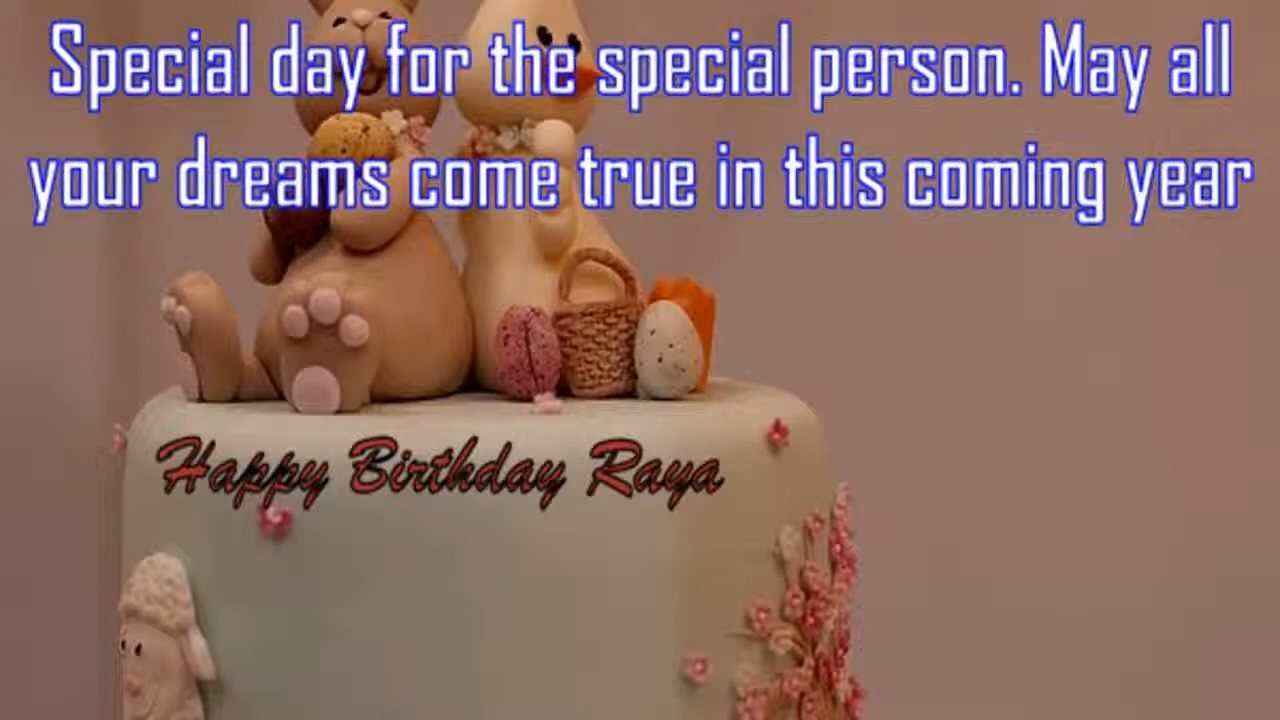 Special day for the special person. May all
your dreams come true in this coming year
Happy Birthday Raya